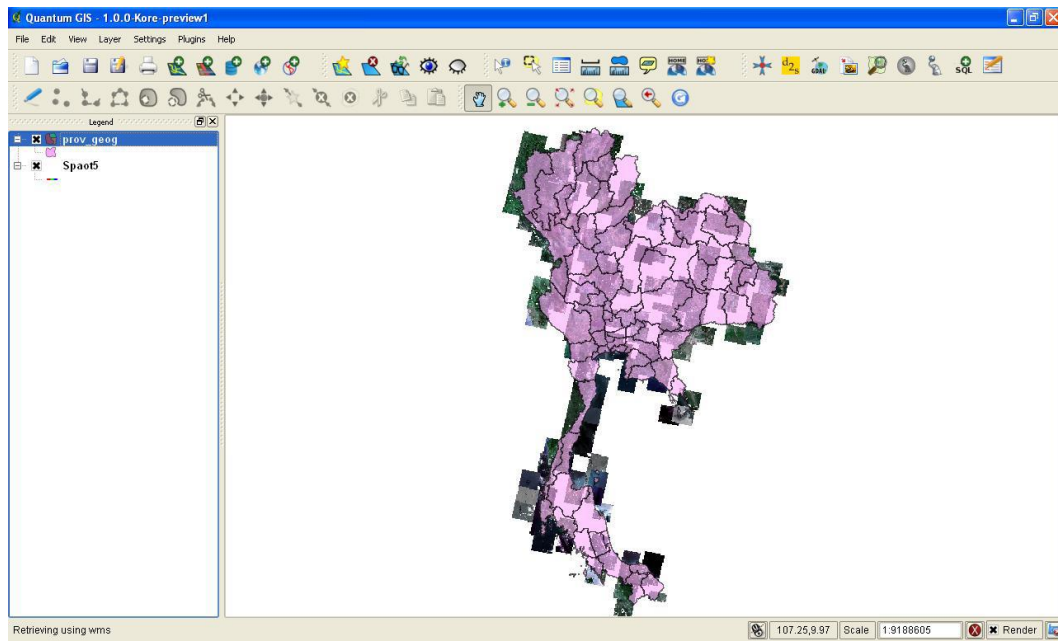 Quantum GIS - 1.0.0-Kore-preview1
File Edit View Layer Settings Plugins Help
Legend
prov_geog
Spaot5
Retrieving using wms
107.25,9.97 Scale 1:9188605 Render